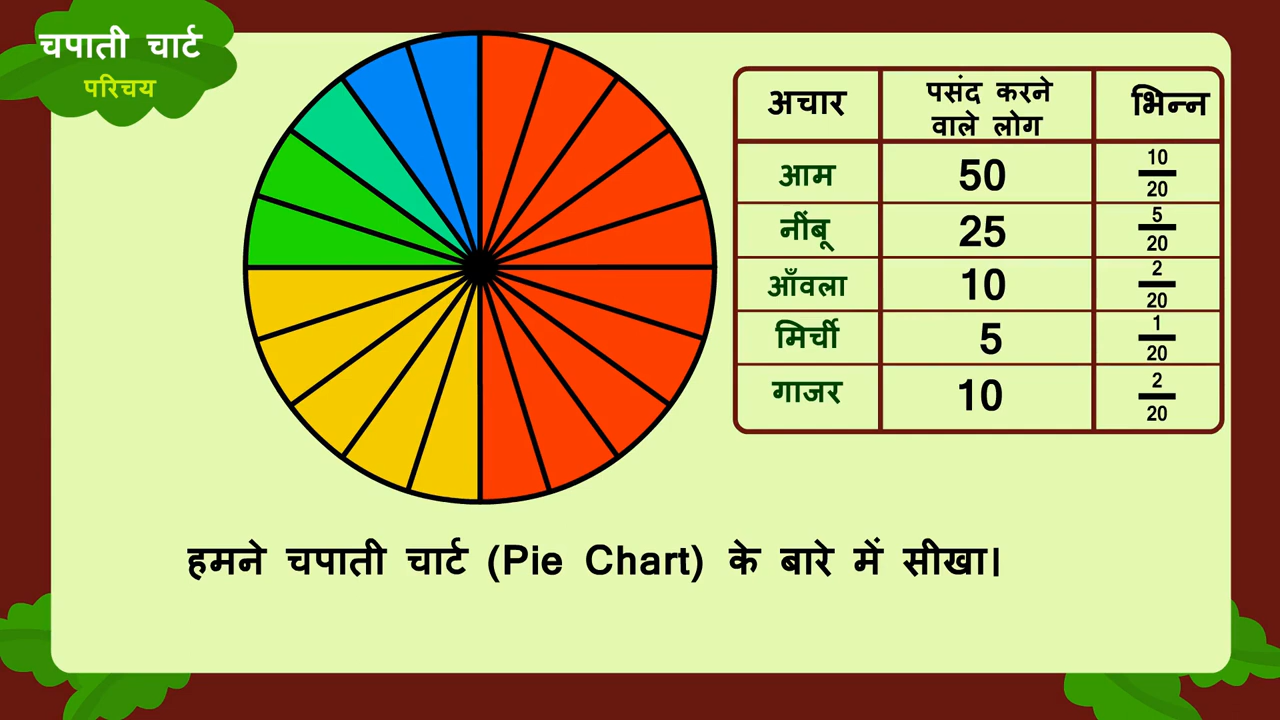 चपाती चार्ट
परिचय
अचार
पसंद करने
वाले लोग
भिन्न
आम
50
10
20
नींबू
25
5
20
आँवला
10
2
20
मिर्ची
5
1
20
गाजर
10
2
20
हमने चपाती चार्ट (Pie Chart) के बारे में सीखा।